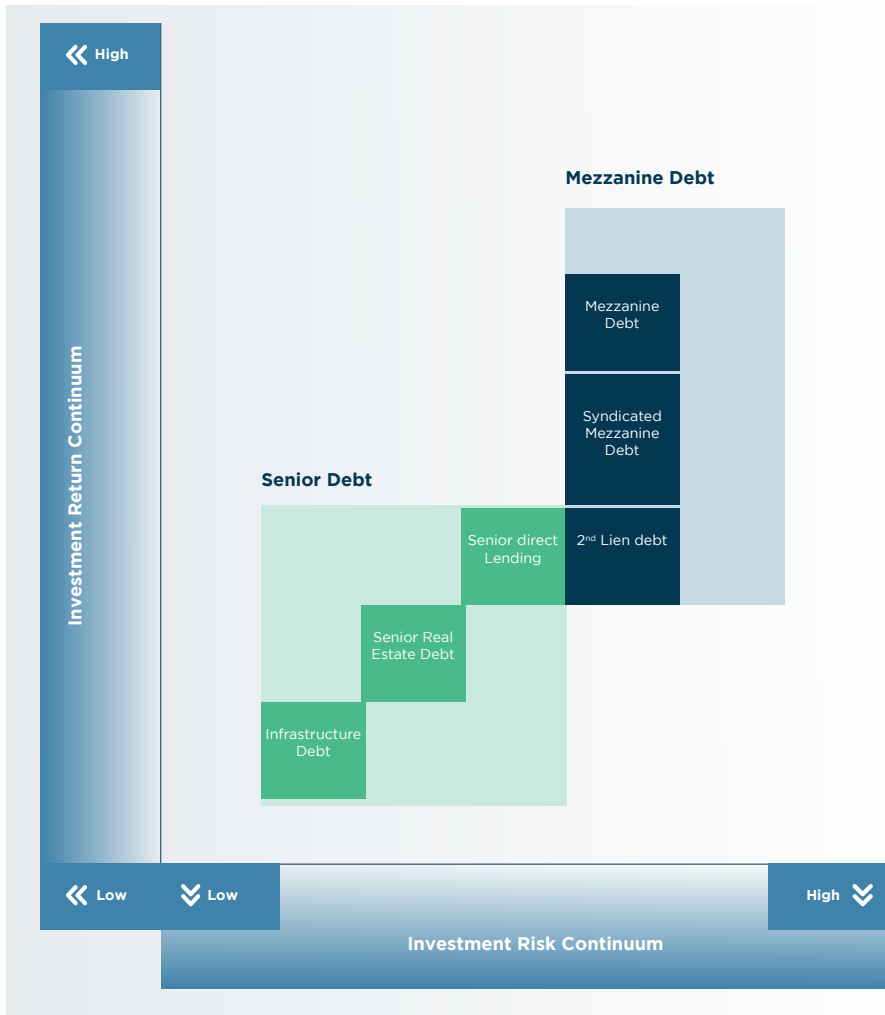 High
Mezzanine Debt
Mezzanine
Debt
Syndicated
Mezzanine
Debt
Investment Return Continuum
Senior Debt
Senior direct
Lending
2nd Lien debt
Senior Real
Estate Debt
Infrastructure
Debt
Low
Low
High
Investment Risk Continuum